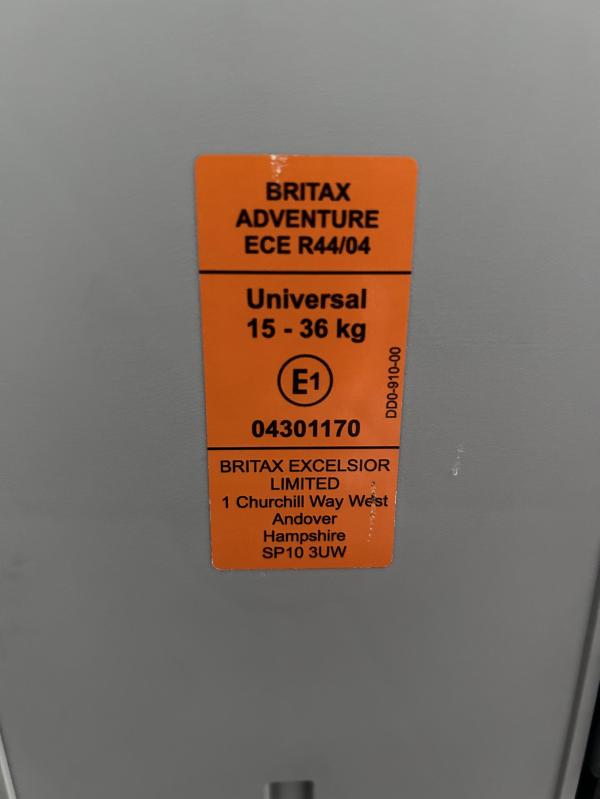 BRITAX
ADVENTURE
ECE R44/04
Universal
15 - 36 kg
E1
04301170
DD0-910-00
BRITAX EXCELSIOR
LIMITED
1 Churchill Way West
Andover
Hampshire
SP10 3UW